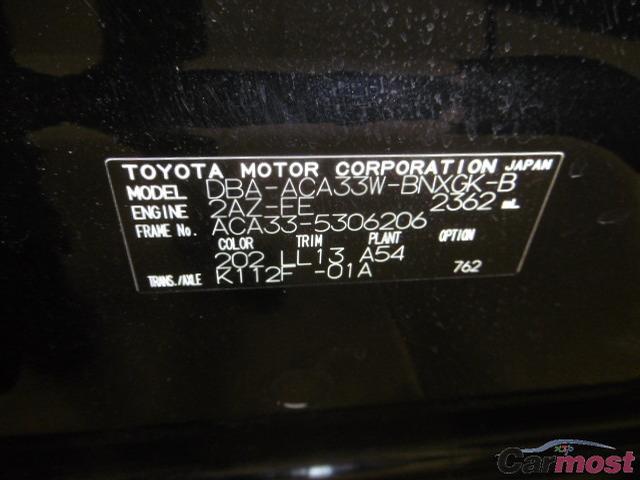 TOYOTA MOTOR CORPORATION JAPAN
MODEL DBA-ACA33W-BNXGK-B
ENGINE 2AZ-FE 2362 mL
FRAME No. ACA33-5306206
COLOR TRIM PLANT OPTION
202 LL13 A54
TRANS./AXLE K112F -01A 762
Carmost